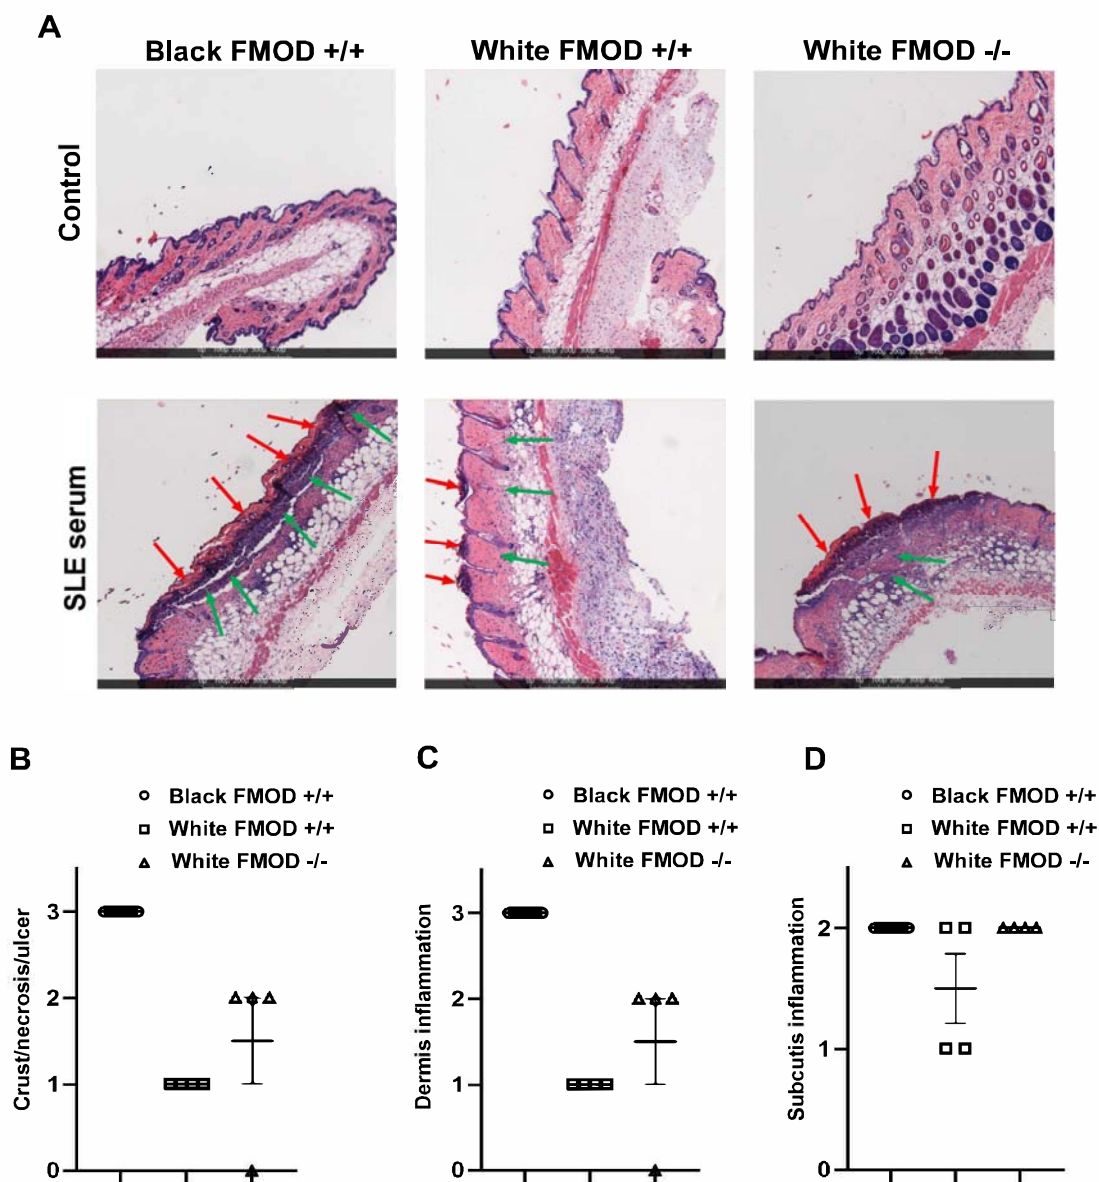 A
Black FMOD +/+ White FMOD +/+ White FMOD -/-
Control
SLE serum
B
Black FMOD +/+
White FMOD +/+
White FMOD -/-
Crust/necrosis/ulcer
3
2
1
0
C
Black FMOD +/+
White FMOD +/+
White FMOD -/-
Dermis inflammation
3
2
1
0
D
Black FMOD +/+
White FMOD +/+
White FMOD -/-
Subcutis inflammation
2
1
0